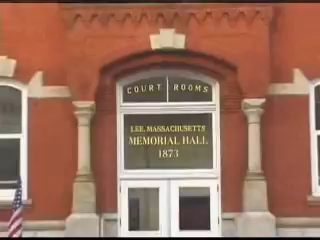 COURT ROOMS
LEE, MASSACHUSETTS
MEMORIAL HALL
1873